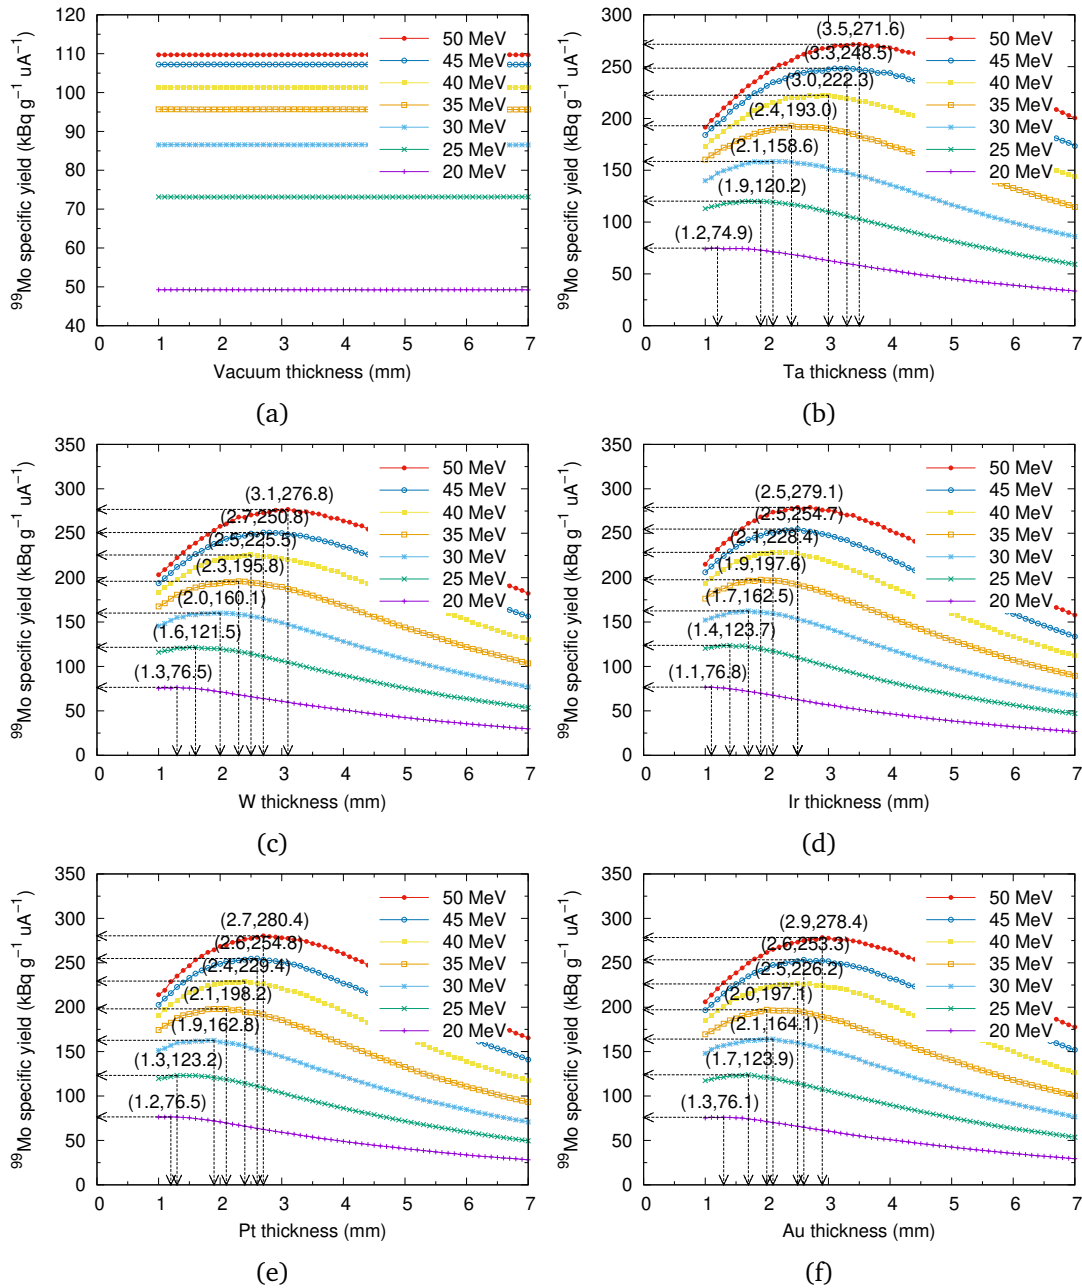 50 MeV
45 MeV
40 MeV
35 MeV
30 MeV
25 MeV
20 MeV
120
110
100
90
80
70
60
50
40
0 1 2 3 4 5 6 7
⁹⁹Mo specific yield (kBq g⁻¹ uA⁻¹)
Vacuum thickness (mm)
(a)
50 MeV
45 MeV
40 MeV
35 MeV
30 MeV
25 MeV
20 MeV
(3.5,271.6)
(3.3,248.5)
(3.0,222.3)
(2.4,193.0)
(2.1,158.6)
(1.9,120.2)
(1.2,74.9)
300
250
200
150
100
50
0
0 1 2 3 4 5 6 7
⁹⁹Mo specific yield (kBq g⁻¹ uA⁻¹)
Ta thickness (mm)
(b)
50 MeV
45 MeV
40 MeV
35 MeV
30 MeV
25 MeV
20 MeV
(3.1,276.8)
(2.7,250.8)
(2.5,225.5)
(2.3,195.8)
(2.0,160.1)
(1.6,121.5)
(1.3,76.5)
350
300
250
200
150
100
50
0
0 1 2 3 4 5 6 7
⁹⁹Mo specific yield (kBq g⁻¹ uA⁻¹)
W thickness (mm)
(c)
50 MeV
45 MeV
40 MeV
35 MeV
30 MeV
25 MeV
20 MeV
(2.5,279.1)
(2.5,254.7)
(2.1,228.4)
(1.9,197.6)
(1.7,162.5)
(1.4,123.7)
(1.1,76.8)
350
300
250
200
150
100
50
0
0 1 2 3 4 5 6 7
⁹⁹Mo specific yield (kBq g⁻¹ uA⁻¹)
Ir thickness (mm)
(d)
50 MeV
45 MeV
40 MeV
35 MeV
30 MeV
25 MeV
20 MeV
(2.7,280.4)
(2.6,254.8)
(2.4,229.4)
(2.1,198.2)
(1.9,162.8)
(1.3,123.2)
(1.2,76.5)
350
300
250
200
150
100
50
0
0 1 2 3 4 5 6 7
⁹⁹Mo specific yield (kBq g⁻¹ uA⁻¹)
Pt thickness (mm)
(e)
50 MeV
45 MeV
40 MeV
35 MeV
30 MeV
25 MeV
20 MeV
(2.9,278.4)
(2.6,253.3)
(2.5,226.2)
(2.0,197.1)
(2.1,164.1)
(1.7,123.9)
(1.3,76.1)
350
300
250
200
150
100
50
0
0 1 2 3 4 5 6 7
⁹⁹Mo specific yield (kBq g⁻¹ uA⁻¹)
Au thickness (mm)
(f)